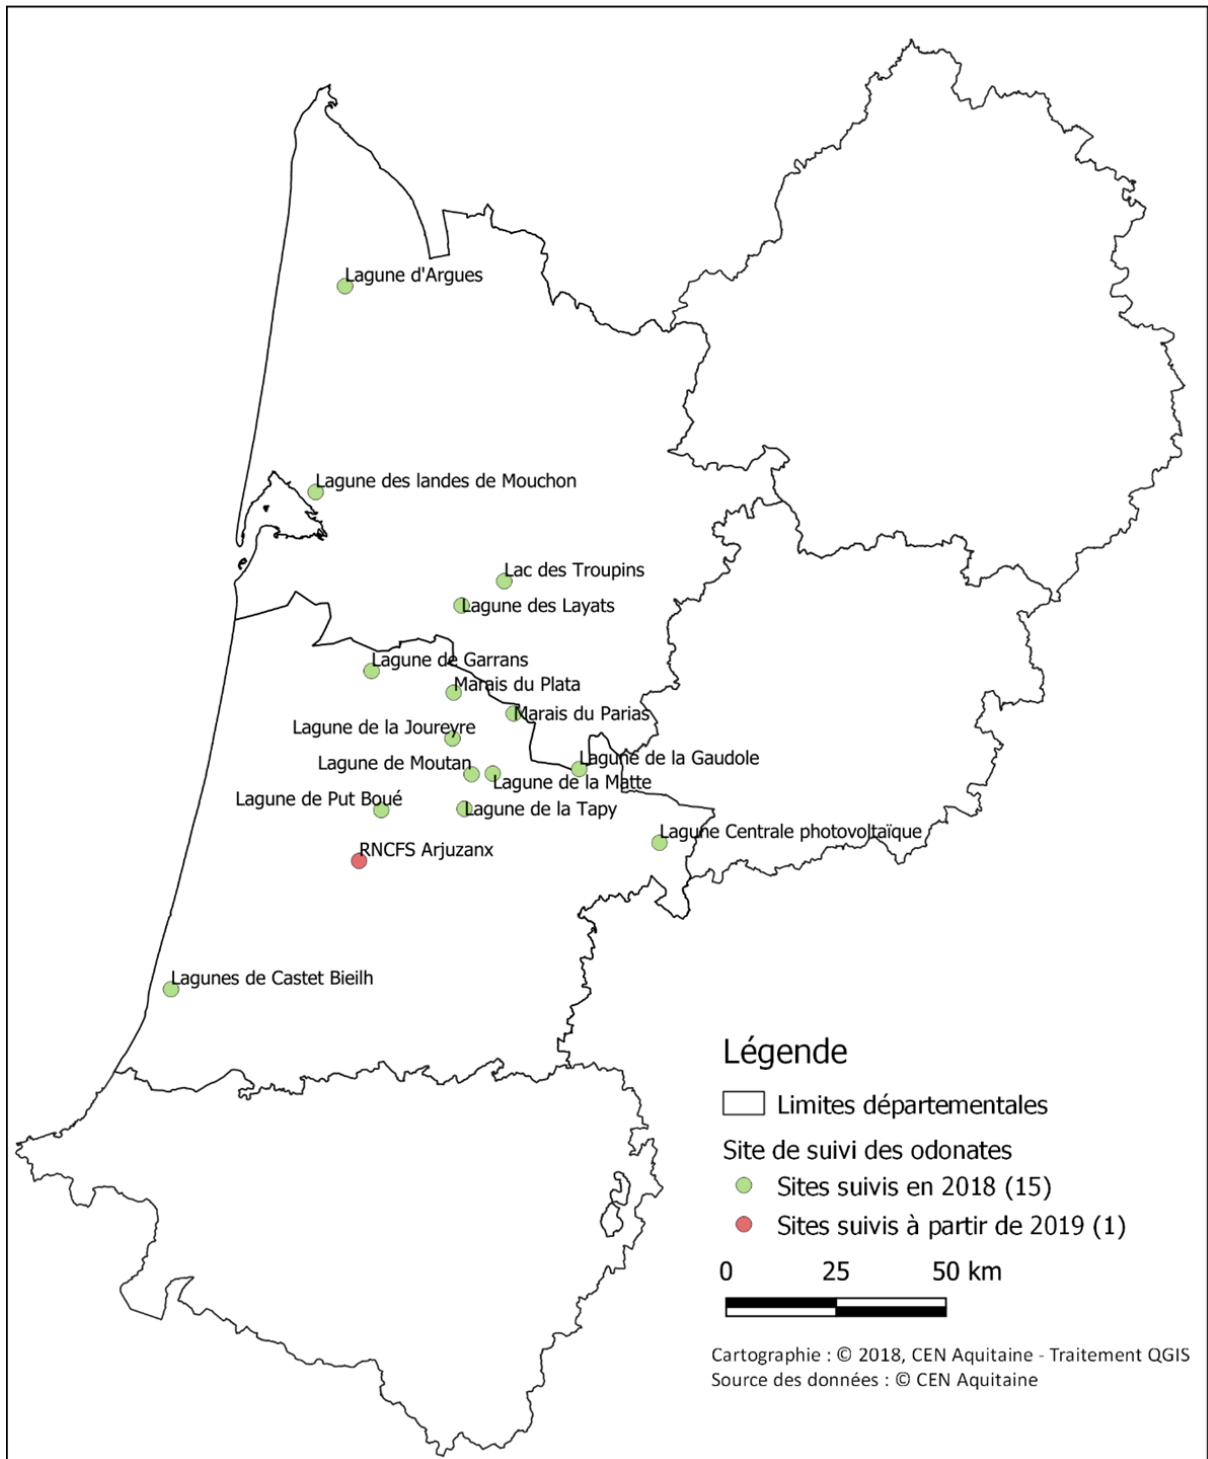 Lagune d'Argues
Lagune des landes de Mouchon
Lac des Troupins
Lagune des Layats
Lagune de Garrans
Marais du Plata
Marais du Parias
Lagune de la Joureyre
Lagune de la Gaudole
Lagune de Moutan
Lagune de la Matte
Lagune de Put Boué
Lagune de la Tapy
Lagune Centrale photovoltaïque
RNCFS Arjuzanx
Lagunes de Castet Bieilh
Légende
Limites départementales
Site de suivi des odonates
Sites suivis en 2018 (15)
Sites suivis à partir de 2019 (1)
0 25 50 km
Cartographie : © 2018, CEN Aquitaine - Traitement QGIS
Source des données : © CEN Aquitaine